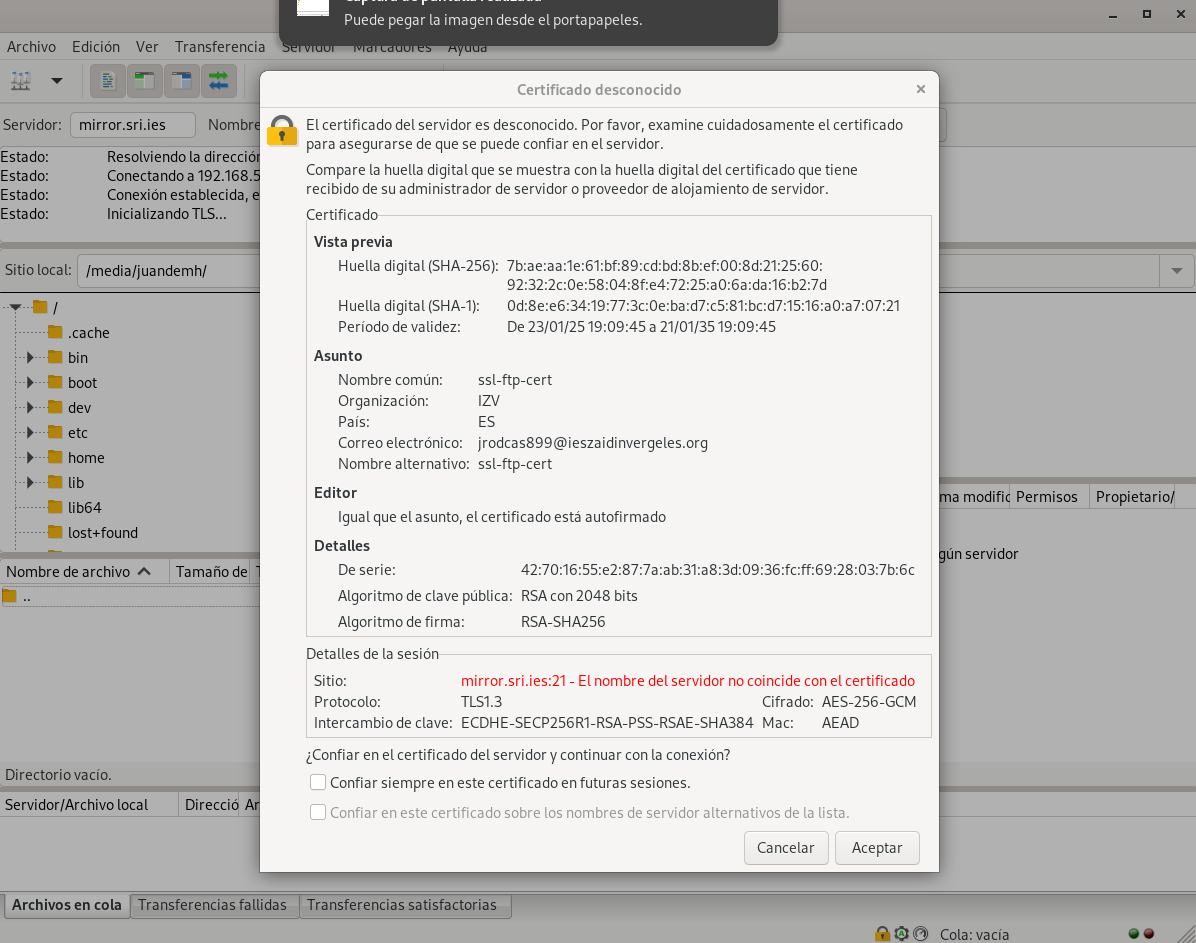 Captura de pantalla realizada
Puede pegar la imagen desde el portapapeles.
Archivo Edición Ver Transferencia Servidor Marcadores Ayuda
Servidor: mirror.sri.ies Nombre
Estado: Resolviendo la dirección
Estado: Conectando a 192.168.5
Estado: Conexión establecida, e
Estado: Inicializando TLS...
Sitio local: /media/juandemh/
/
.cache
bin
boot
dev
etc
home
lib
lib64
lost+found
Nombre de archivo Tamaño de
..
Directorio vacío.
Servidor/Archivo local Direcció Ar
ma modific Permisos Propietario/
gún servidor
Certificado desconocido
El certificado del servidor es desconocido. Por favor, examine cuidadosamente el certificado
para asegurarse de que se puede confiar en el servidor.
Compare la huella digital que se muestra con la huella digital del certificado que tiene
recibido de su administrador de servidor o proveedor de alojamiento de servidor.
Certificado
Vista previa
Huella digital (SHA-256): 7b:ae:aa:1e:61:bf:89:cd:bd:8b:ef:00:8d:21:25:60:
92:32:2c:0e:58:04:8f:e4:72:25:a0:6a:da:16:b2:7d
Huella digital (SHA-1): 0d:8e:e6:34:19:77:3c:0e:ba:d7:c5:81:bc:d7:15:16:a0:a7:07:21
Período de validez: De 23/01/25 19:09:45 a 21/01/35 19:09:45
Asunto
Nombre común: ssl-ftp-cert
Organización: IZV
País: ES
Correo electrónico: jrodcas899@ieszaidinvergeles.org
Nombre alternativo: ssl-ftp-cert
Editor
Igual que el asunto, el certificado está autofirmado
Detalles
De serie: 42:70:16:55:e2:87:7a:ab:31:a8:3d:09:36:fc:ff:69:28:03:7b:6c
Algoritmo de clave pública: RSA con 2048 bits
Algoritmo de firma: RSA-SHA256
Detalles de la sesión
Sitio: mirror.sri.ies:21 - El nombre del servidor no coincide con el certificado
Protocolo: TLS1.3 Cifrado: AES-256-GCM
Intercambio de clave: ECDHE-SECP256R1-RSA-PSS-RSAE-SHA384 Mac: AEAD
¿Confiar en el certificado del servidor y continuar con la conexión?
Confiar siempre en este certificado en futuras sesiones.
Confiar en este certificado sobre los nombres de servidor alternativos de la lista.
Cancelar Aceptar
Archivos en cola Transferencias fallidas Transferencias satisfactorias
Cola: vacía